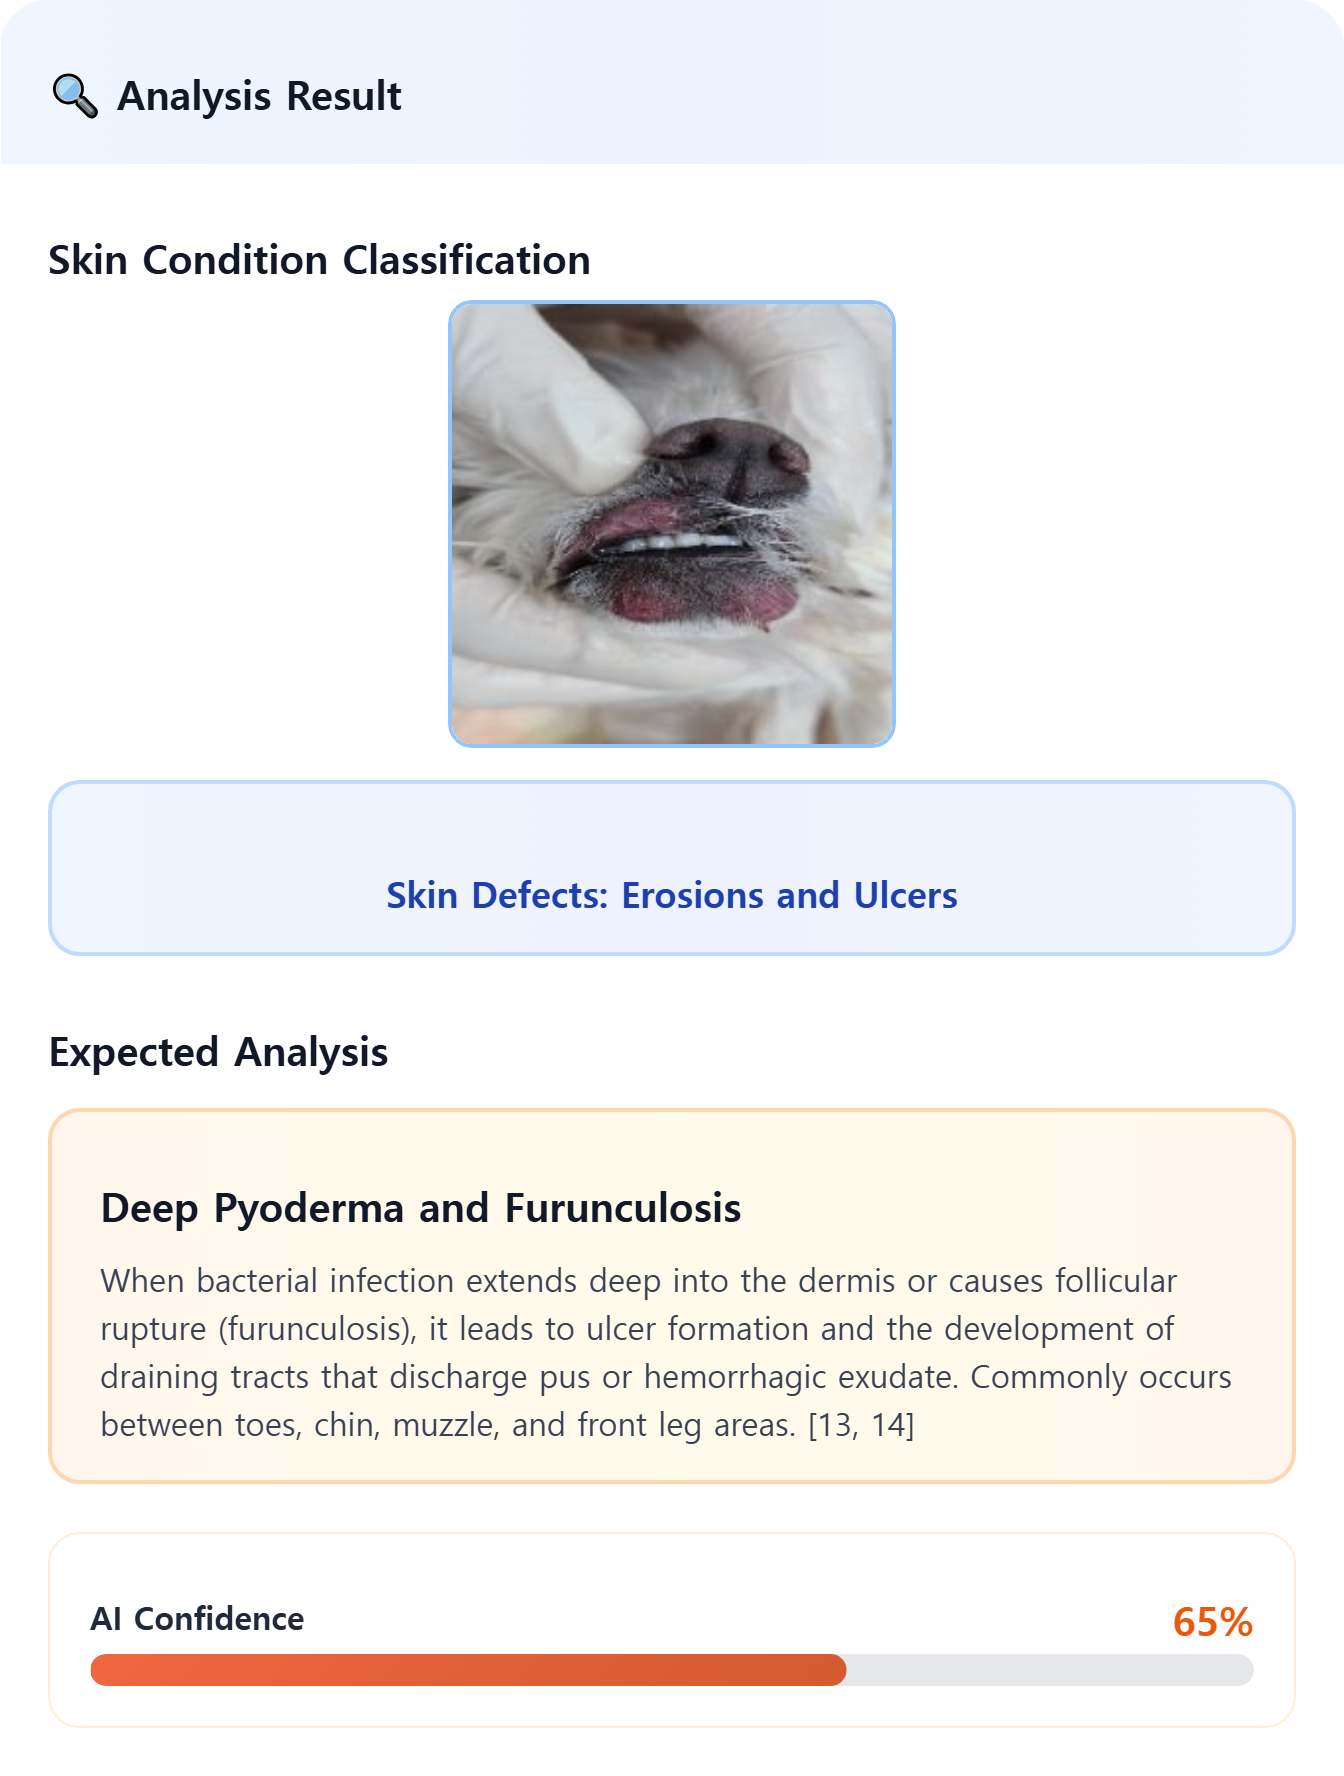 Analysis Result
Skin Condition Classification
Skin Defects: Erosions and Ulcers
Expected Analysis
Deep Pyoderma and Furunculosis
When bacterial infection extends deep into the dermis or causes follicular
rupture (furunculosis), it leads to ulcer formation and the development of
draining tracts that discharge pus or hemorrhagic exudate. Commonly occurs
between toes, chin, muzzle, and front leg areas. [13, 14]
AI Confidence
65%